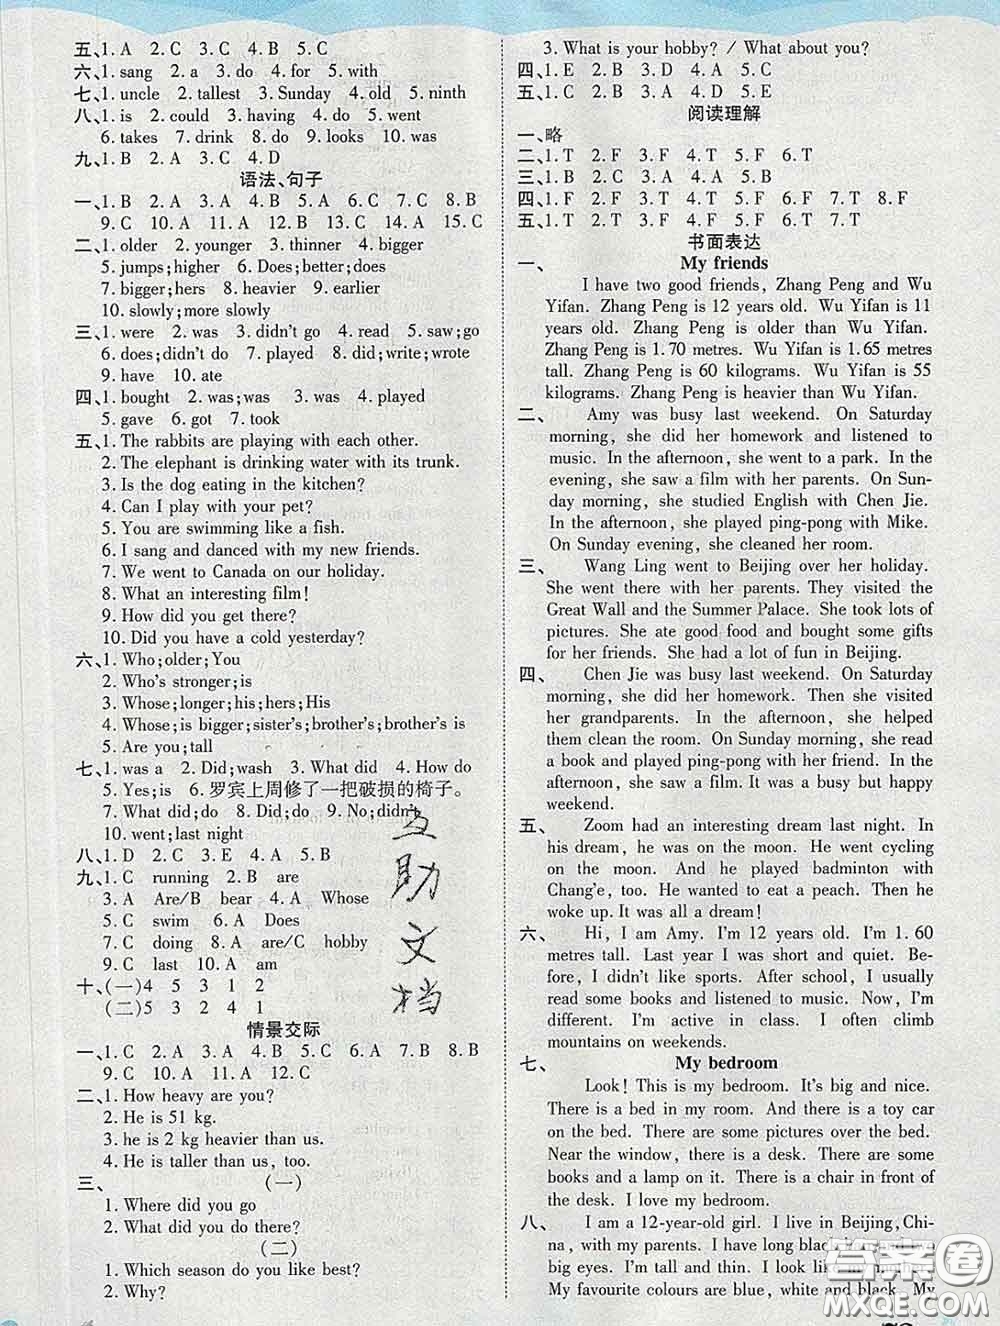 五、1. A 2. C 3. C 4. B 5. C
六、1. sang 2. a 3. do 4. for 5. with
七、1. uncle 2. tallest 3. Sunday 4. old 5. ninth
八、1. is 2. could 3. had 4. do 5. went
6. takes 7. drink 8. do 9. looks 10. was
九、1. B 2. A 3. C 4. D
语法、句子
一、1. B 2. A 3. A 4. B 5. A 6. C 7. C 8. B
9. C 10. A 11. A 12. B 13. A 14. A 15. C
二、1. older 2. younger 3. thinner 4. bigger
5. jumps;higher 6. Does;better;does
7. bigger;hers 8. heavier 9. earlier
10. slowly;more slowly
三、1. were 2. was 3. didn't go 4. read 5. saw;go
6. does;didn't do 7. played 8. did;write;wrote
9. have 10. ate
四、1. bought 2. was;was 3. was 4. played
5. gave 6. got 7. took
五、1. The rabbits are playing with each other.
2. The elephant is drinking water with its trunk.
3. Is the dog eating in the kitchen?
4. Can I play with your pet?
5. You are swimming like a fish.
6. I sang and danced with my new friends.
7. We went to Canada on our holiday.
8. What an interesting film!
9. How did you get there?
10. Did you have a cold yesterday?
六、1. Who;older;You
2. Who's stronger;is
3. Whose;longer;his;hers;His
4. Whose;is bigger;sister's;brother's;brother's is
5. Are you;tall
七、1. was a 2. Did;wash 3. What did 4. How do
5. Yes;is 6. 罗宾上周修了一把破损的椅子。
7. What did;do 8. Did;do 9. No;didn't
10. went;last night
八、1. D 2. C 3. E 4. A 5. B
九、1. C running 2. B are
3. A Are/B bear 4. A Whose
5. C swim 6. A Does
7. C doing 8. A are/C hobby
9. C last 10. A am
十、(一)4 5 3 1 2
(二)5 3 2 4 1
情景交际
一、1. C 2. A 3. A 4. B 5. C 6. A 7. B 8. B
9. C 10. A 11. A 12. A 13. C
二、1. How heavy are you?
2. He is 51 kg.
3. he is 2 kg heavier than us.
4. He is taller than us, too.
三、 (一)
1. Where did you go
2. What did you do there?
(二)
1. Which season do you like best?
2. Why?
互
助
文
档
3. What is your hobby? / What about you?
四、1. E 2. B 3. D 4. A 5. C
五、1. C 2. B 3. A 4. D 5. E
阅读理解
一、略
二、1. T 2. F 3. F 4. T 5. F 6. T
三、1. C 2. B 3. A 4. A 5. B
四、1. F 2. F 3. T 4. T 5. F 6. F 7. T 8. F
五、1. T 2. T 3. F 4. F 5. F 6. T 7. T
书面表达
一、 My friends
I have two good friends, Zhang Peng and Wu
Yifan. Zhang Peng is 12 years old. Wu Yifan is 11
years old. Zhang Peng is older than Wu Yifan.
Zhang Peng is 1.70 metres. Wu Yifan is 1.65 metres
tall. Zhang Peng is 60 kilograms. Wu Yifan is 55
kilograms. Zhang Peng is heavier than Wu Yifan.
二、 Amy was busy last weekend. On Saturday
morning, she did her homework and listened to
music. In the afternoon, she went to a park. In the
evening, she saw a film with her parents. On Sun-
day morning, she studied English with Chen Jie.
In the afternoon, she played ping-pong with Mike.
On Sunday evening, she cleaned her room.
三、 Wang Ling went to Beijing over her holiday.
She went there with her parents. They visited the
Great Wall and the Summer Palace. She took lots of
pictures. She ate good food and bought some gifts
for her friends. She had a lot of fun in Beijing.
四、 Chen Jie was busy last weekend. On Saturday
morning, she did her homework. Then she visited
her grandparents. In the afternoon, she helped
them clean the room. On Sunday morning, she read
a book and played ping-pong with her friend. In
the afternoon, she saw a film. It was a busy but happy
weekend.
五、 Zoom had an interesting dream last night. In
his dream, he was on the moon. He went cycling
on the moon. And he played badminton with
Chang'e, too. He wanted to eat a peach. Then he
woke up. It was all a dream!
六、 Hi, I am Amy. I'm 12 years old. I'm 1.60
metres tall. Last year I was short and quiet. Be-
fore, I didn't like sports. After school, I usually
read some books and listened to music. Now, I'm
different. I'm active in class. I often climb
mountains on weekends.
七、 My bedroom
Look! This is my bedroom. It's big and nice.
There is a bed in my room. And there is a toy car
on the bed. There are some pictures over the bed.
Near the window, there is a desk. There are some
books and a lamp on it. There is a chair in front of
the desk. I love my bedroom.
八、 I am a 12-year-old girl. I live in Beijing, Chi-
na, with my parents. I have long black
big eyes. I'm tall and thin. I look like my
My favourite colours are blue, white and black. My
答案圈
MXQE.COM